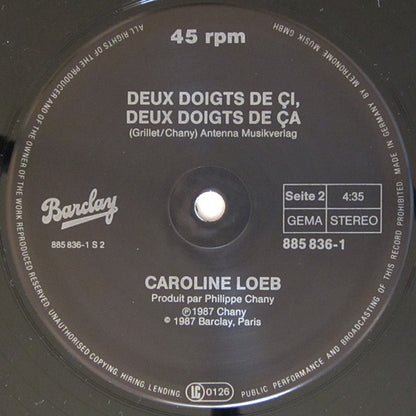 45 rpm
DEUX DOIGTS DE ÇI,
DEUX DOIGTS DE ÇA
(Grillet/Chany) Antenna Musikverlag
Barclay
885 836-1 S 2
Seite 2 4:35
GEMA STEREO
885 836-1
CAROLINE LOEB
Produit par Philippe Chany
Ⓟ 1987 Chany
© 1987 Barclay, Paris
LC 0126
ALL RIGHTS OF THE PRODUCER AND OF THE OWNER OF THE WORK REPRODUCED RESERVED. UNAUTHORISED COPYING, HIRING, LENDING, PUBLIC PERFORMANCE AND BROADCASTING OF THIS RECORD PROHIBITED. MADE IN GERMANY BY METRONOME MUSIK GMBH